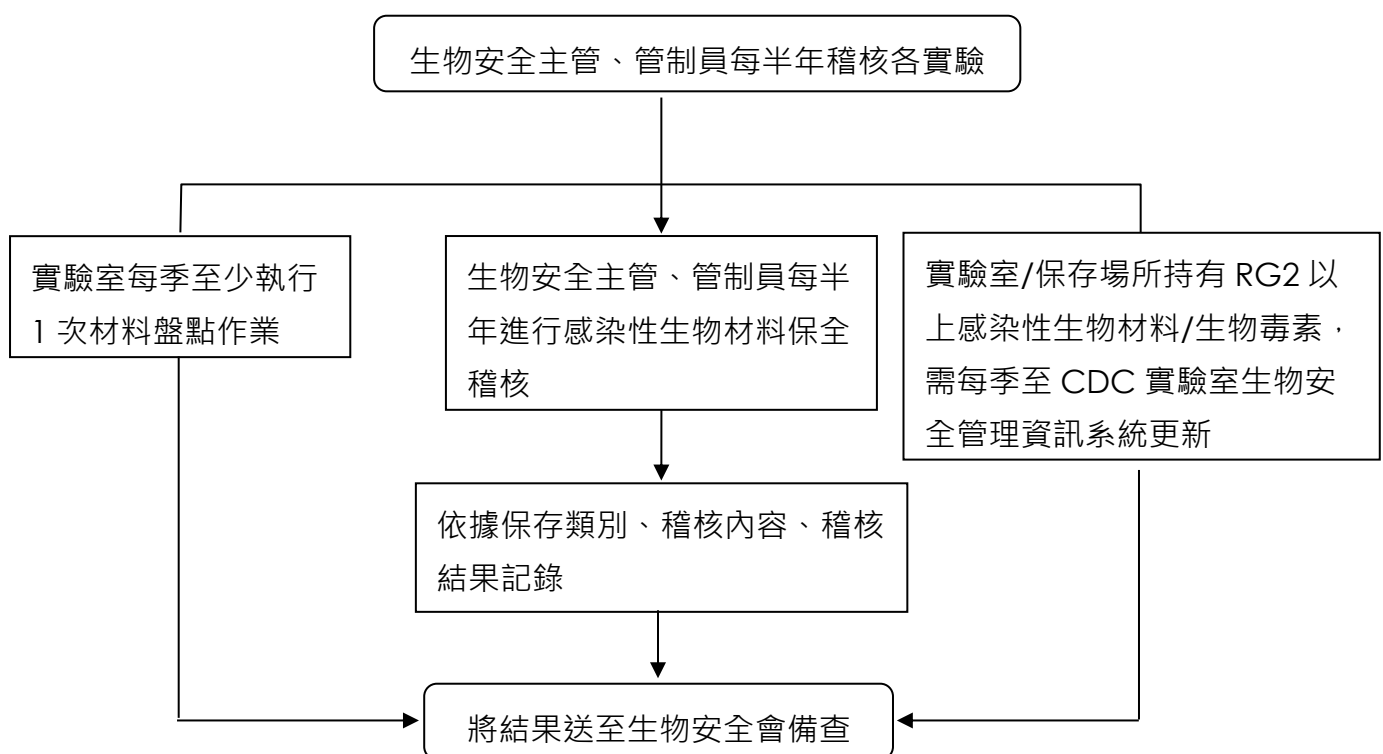 生物安全主管、管制員每半年稽核各實驗
實驗室每季至少執行
1 次材料盤點作業
生物安全主管、管制員每半
年進行感染性生物材料保全
稽核
實驗室/保存場所持有 RG2 以
上感染性生物材料/生物毒素，
需每季至 CDC 實驗室生物安
全管理資訊系統更新
依據保存類別、稽核內容、稽核
結果記錄
將結果送至生物安全會備查